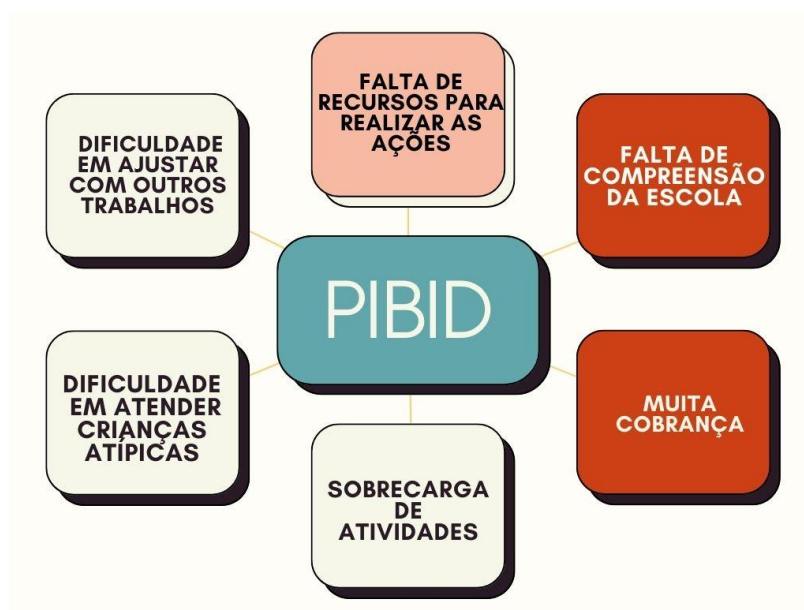 FALTA DE
RECURSOS PARA
REALIZAR AS
AÇÕES
DIFICULDADE
EM AJUSTAR
COM OUTROS
TRABALHOS
FALTA DE
COMPREENSÃO
DA ESCOLA
PIBID
DIFICULDADE
EM ATENDER
CRIANÇAS
ATÍPICAS
MUITA
COBRANÇA
SOBRECARGA
DE
ATIVIDADES